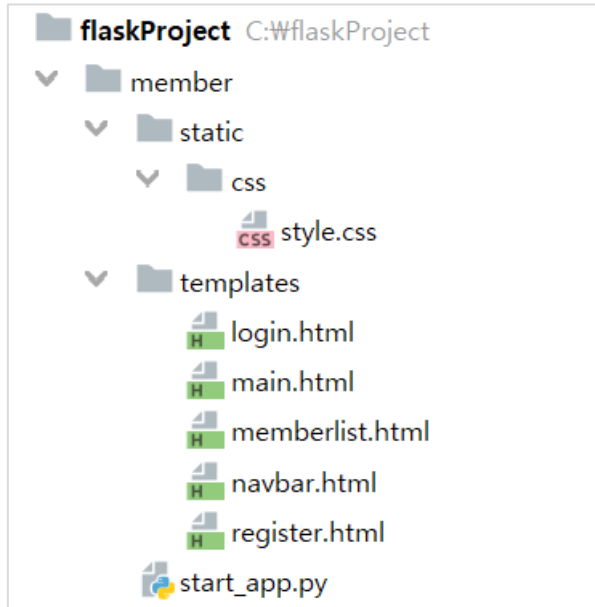 flaskProject C:₩flaskProject
member
static
css
CSS style.css
templates
H login.html
H main.html
H memberlist.html
H navbar.html
H register.html
start_app.py